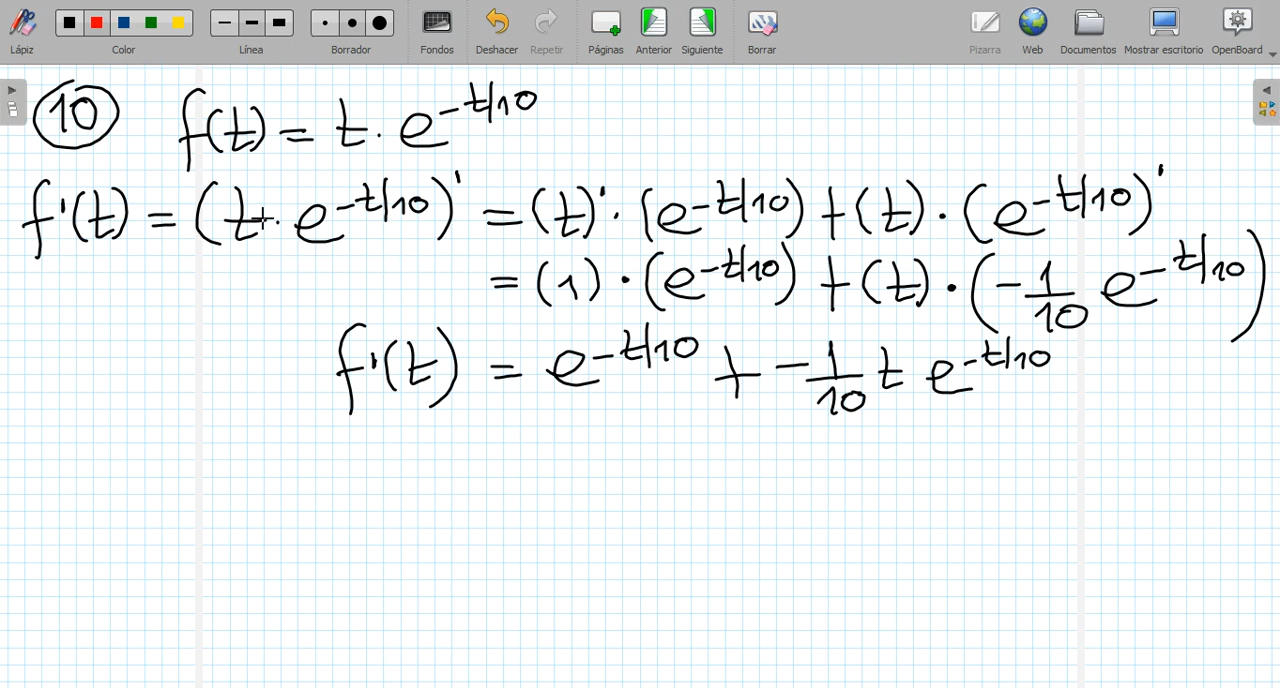 Lápiz Color Línea Borrador Fondos Deshacer Repetir Páginas Anterior Siguiente Borrar Pizarra Web Documentos Mostrar escritorio OpenBoard
10 f(t) = t · e^{-t/10}
f'(t) = (t · e^{-t/10})' = (t)' · (e^{-t/10}) + (t) · (e^{-t/10})'
= (1) · (e^{-t/10}) + (t) · (-1/10 e^{-t/10})
f'(t) = e^{-t/10} + -1/10 t e^{-t/10}